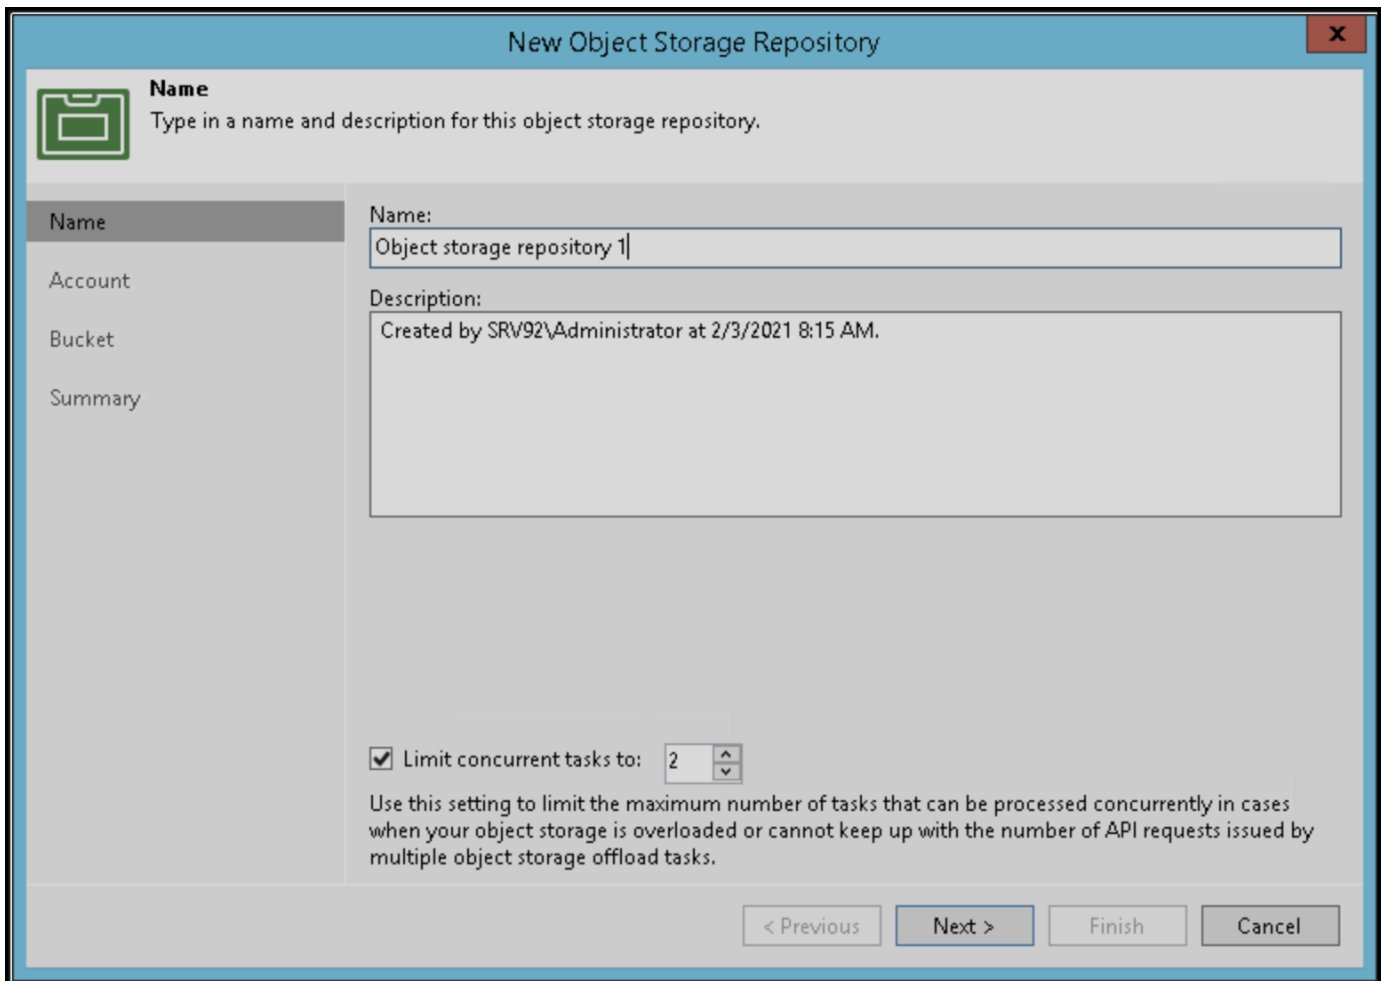 New Object Storage Repository
x
Name
Type in a name and description for this object storage repository.
Name
Account
Bucket
Summary
Name:
Object storage repository 1
Description:
Created by SRV92\Administrator at 2/3/2021 8:15 AM.
Limit concurrent tasks to: 2
Use this setting to limit the maximum number of tasks that can be processed concurrently in cases
when your object storage is overloaded or cannot keep up with the number of API requests issued by
multiple object storage offload tasks.
< Previous Next > Finish Cancel